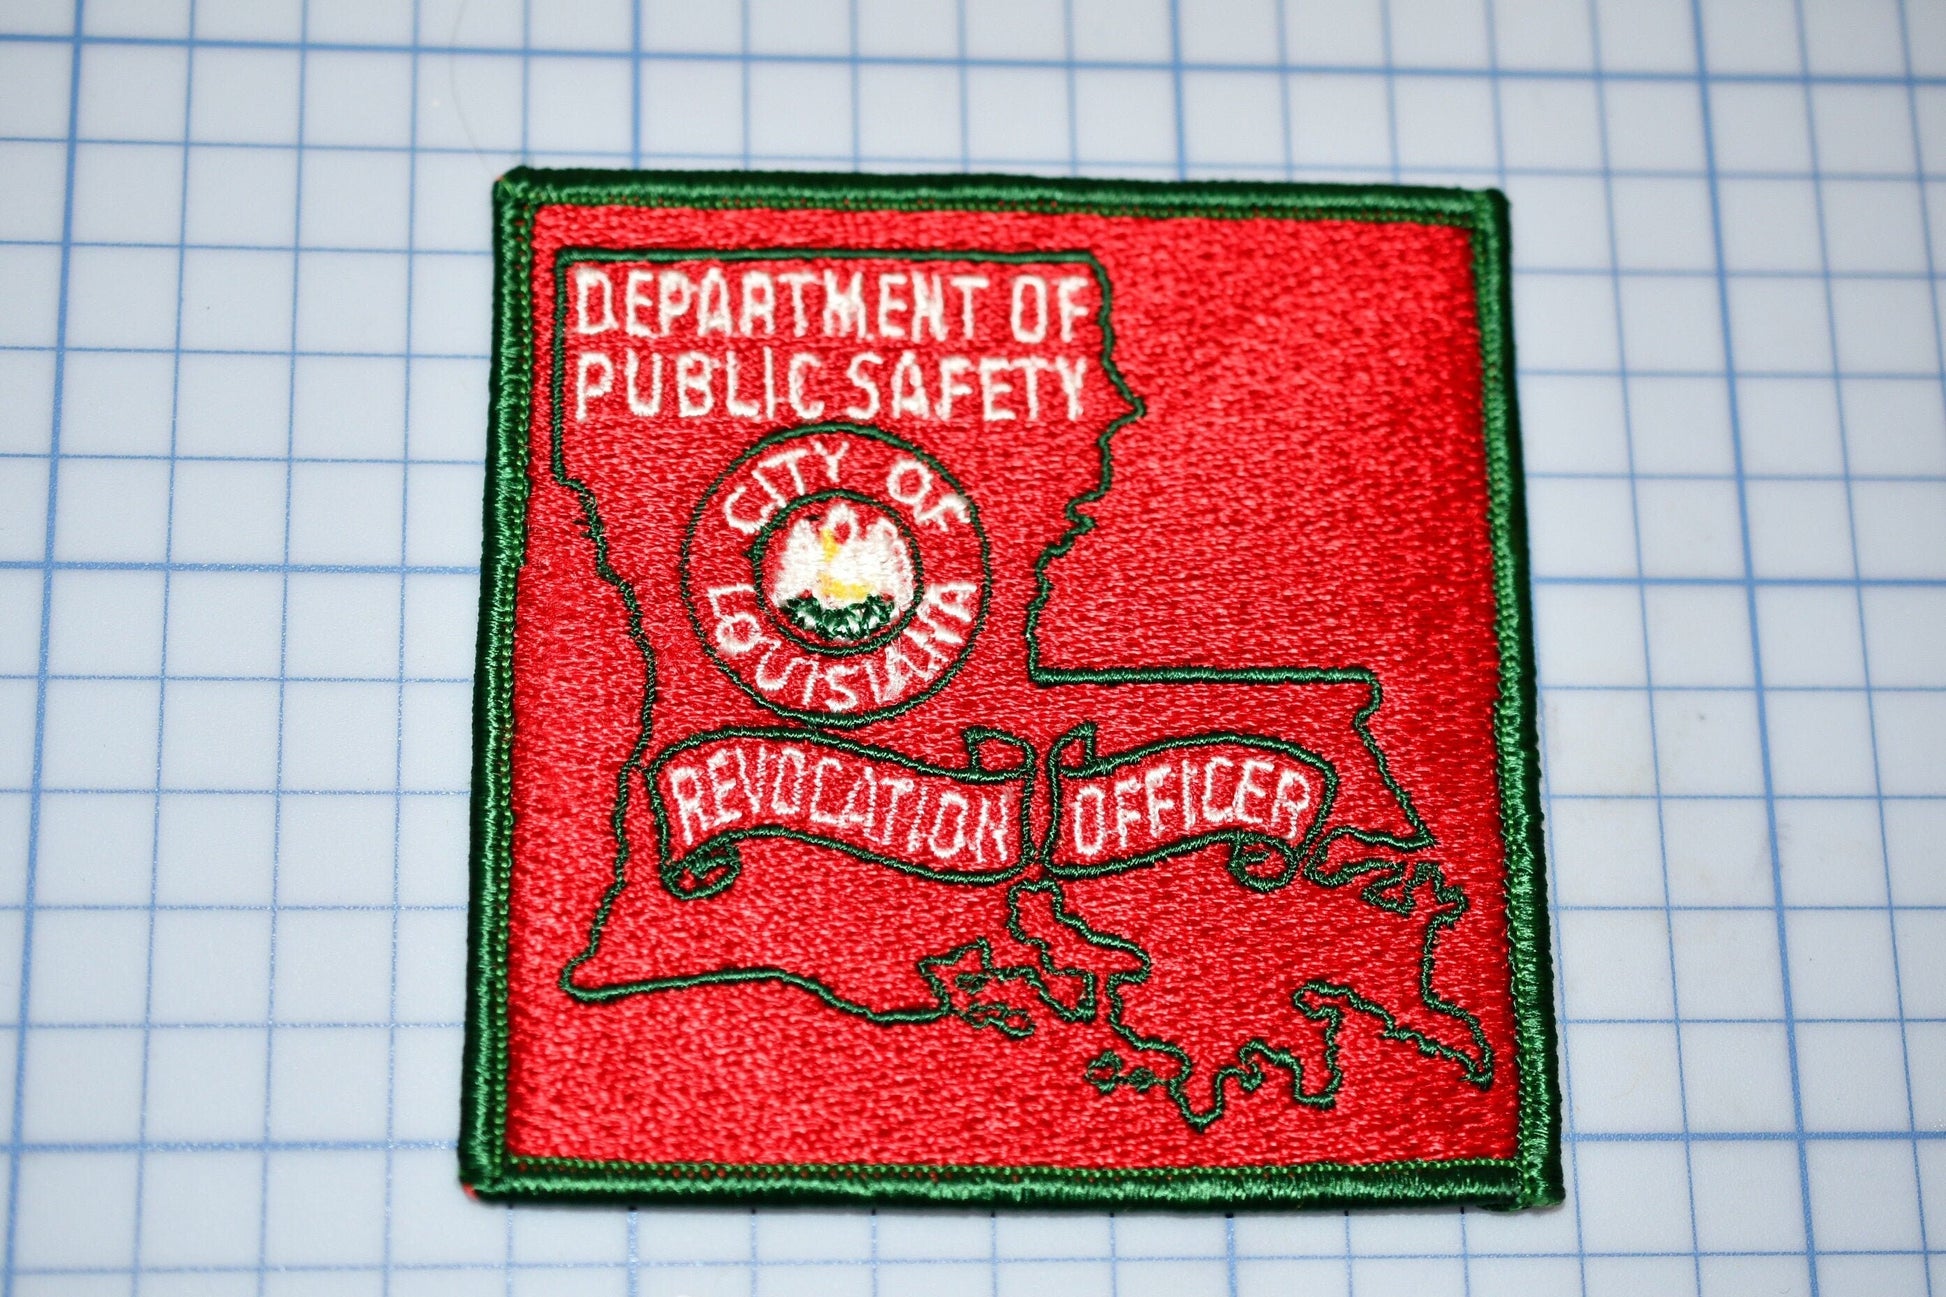 DEPARTMENT OF
PUBLIC SAFETY
CITY OF
LOUISIANA
REVOCATION OFFICER